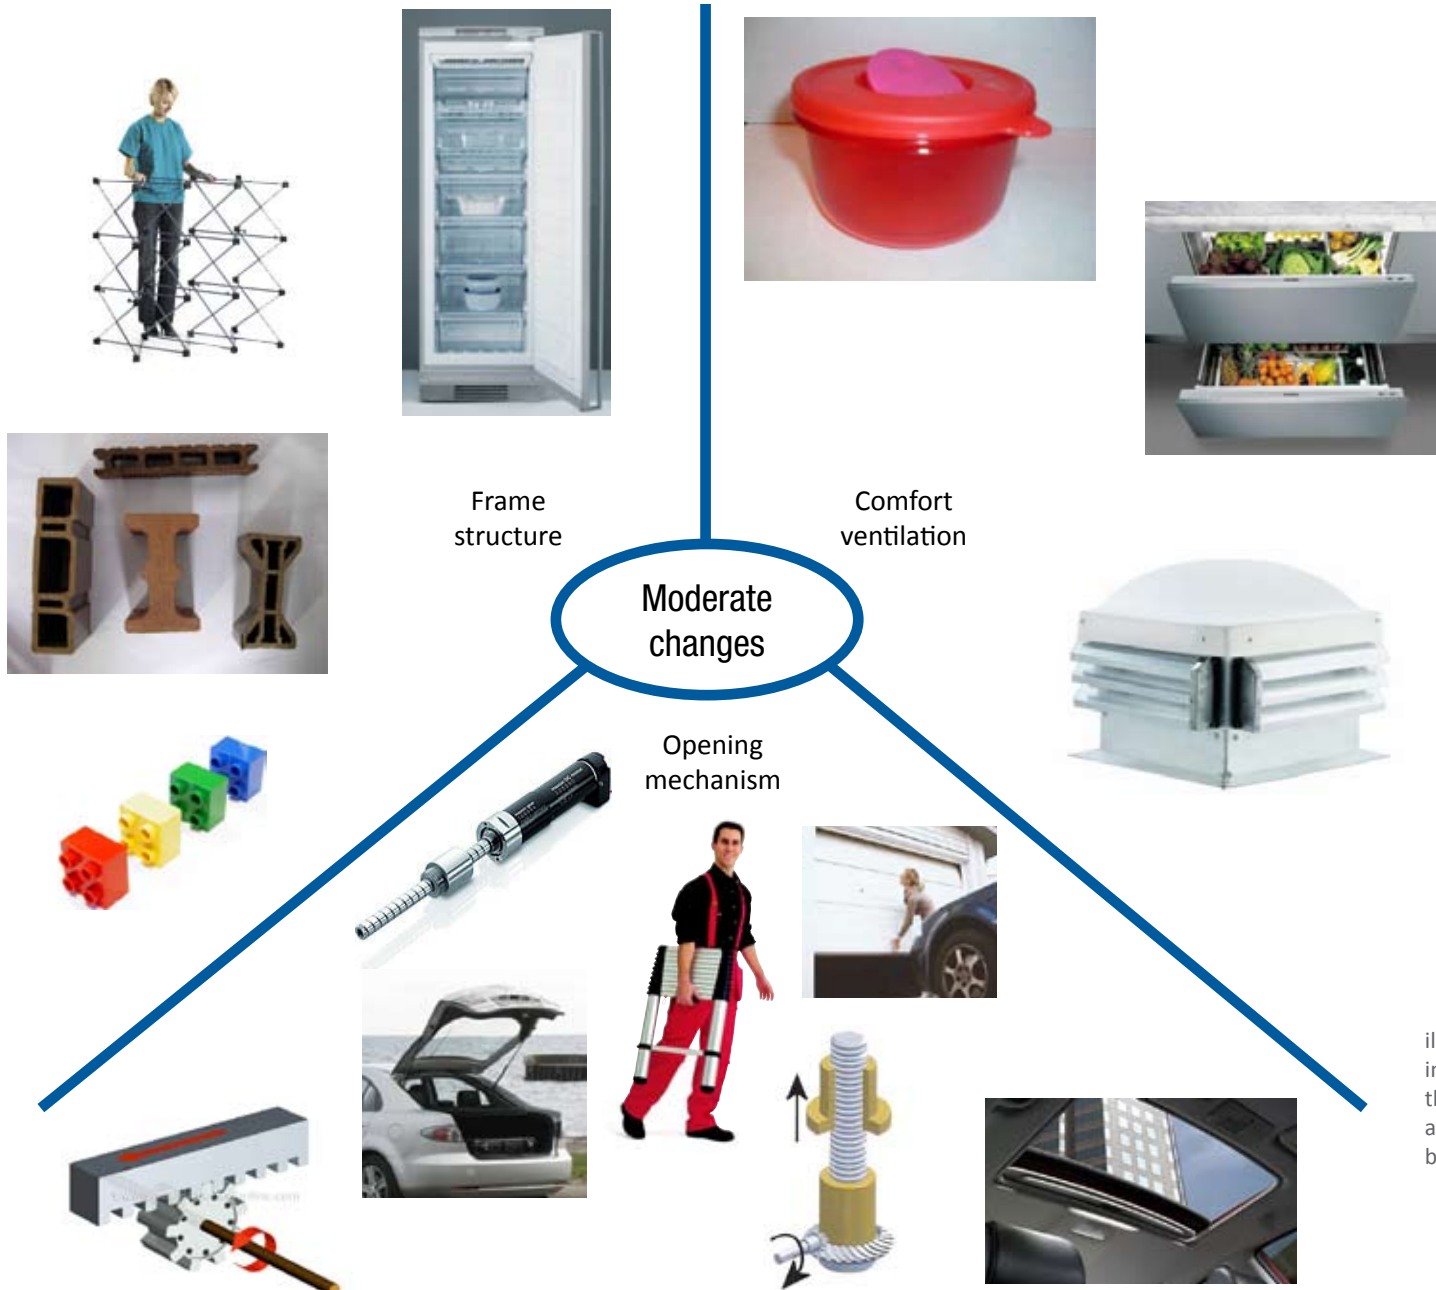 Frame
structure
Comfort
ventilation
Moderate
changes
Opening
mechanism